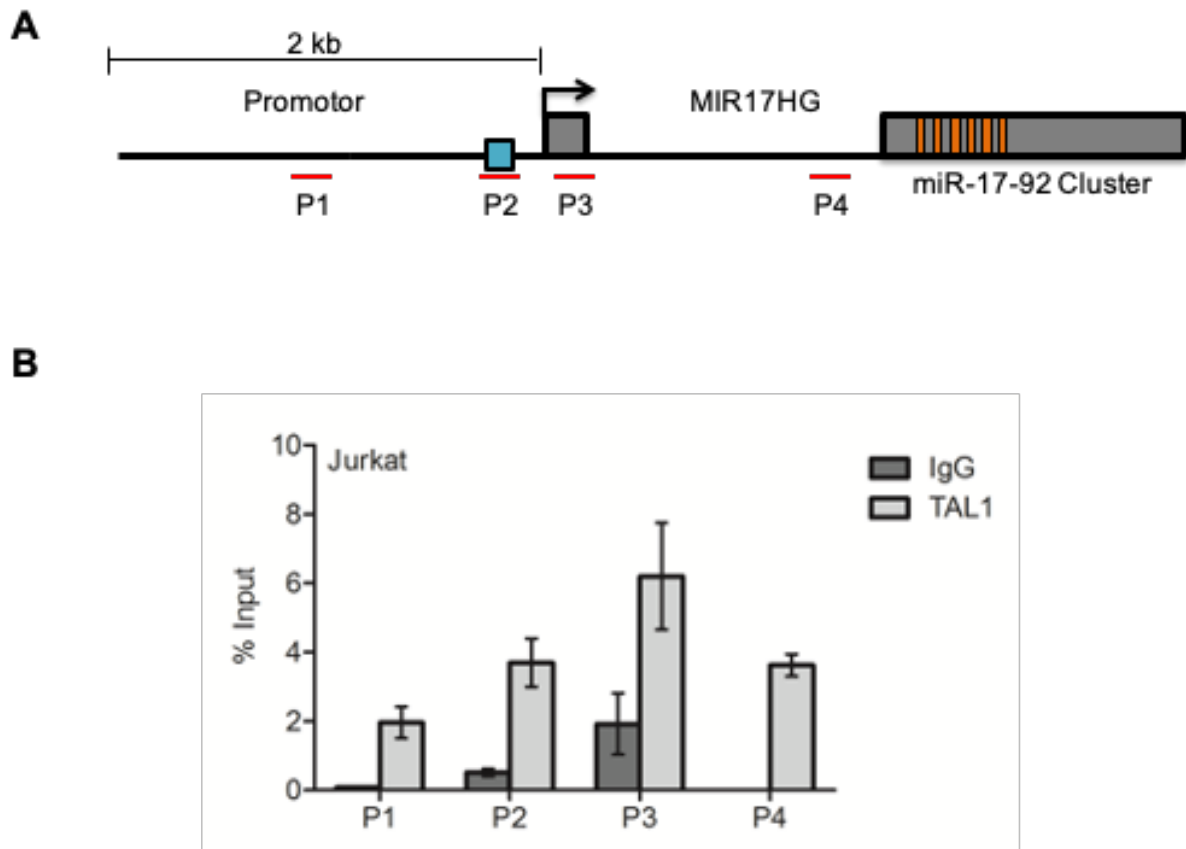 A
2 kb
Promotor
MIR17HG
P1
P2
P3
P4
miR-17-92 Cluster
B
Jurkat
IgG
TAL1
% Input
10
8
6
4
2
0
P1
P2
P3
P4